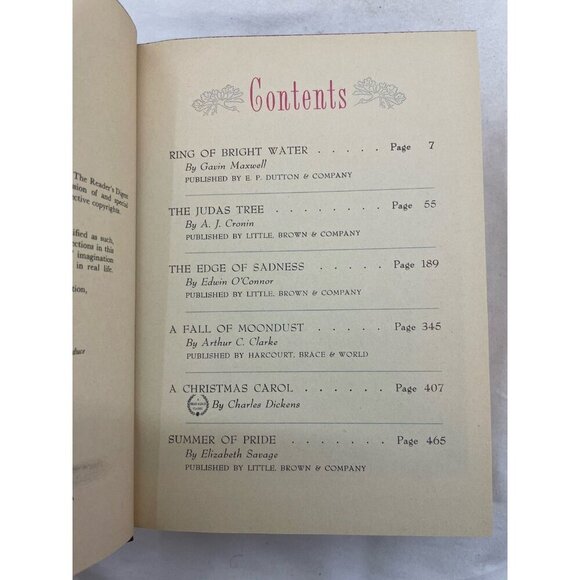 The Reader's Digest
sion of and special
ective copyrights.
ified as such,
ections in this
imagination
in real life.
tion,
Contents
RING OF BRIGHT WATER . . . . . Page 7
By Gavin Maxwell
PUBLISHED BY E. P. DUTTON & COMPANY
THE JUDAS TREE . . . . . . . . Page 55
By A. J. Cronin
PUBLISHED BY LITTLE, BROWN & COMPANY
THE EDGE OF SADNESS . . . . . Page 189
By Edwin O'Connor
PUBLISHED BY LITTLE, BROWN & COMPANY
A FALL OF MOONDUST . . . . . Page 345
By Arthur C. Clarke
PUBLISHED BY HARCOURT, BRACE & WORLD
A CHRISTMAS CAROL . . . . . . Page 407
By Charles Dickens
SUMMER OF PRIDE . . . . . . . Page 465
By Elizabeth Savage
PUBLISHED BY LITTLE, BROWN & COMPANY